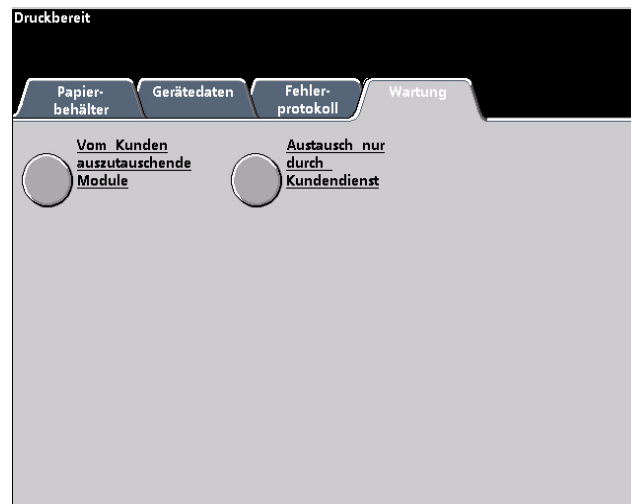 Druckbereit
Papier-
behälter
Gerätedaten
Fehler-
protokoll
Wartung
Vom Kunden
auszutauschende
Module
Austausch nur
durch
Kundendienst